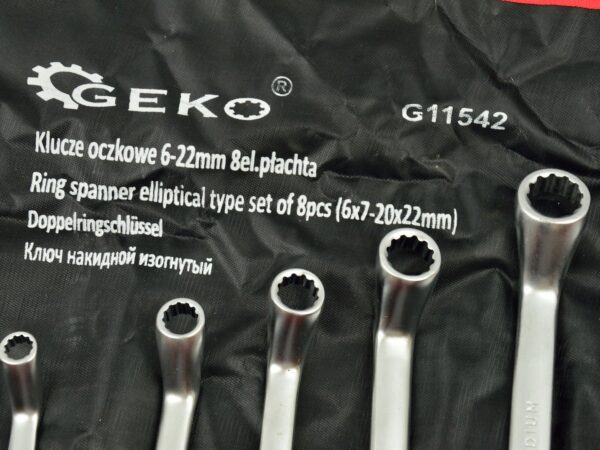 GEKO®
G11542
Klucze oczkowe 6-22mm 8el.płachta
Ring spanner elliptical type set of 8pcs (6x7-20x22mm)
Doppelringschlüssel
Ключ накидной изогнутый
DIUM